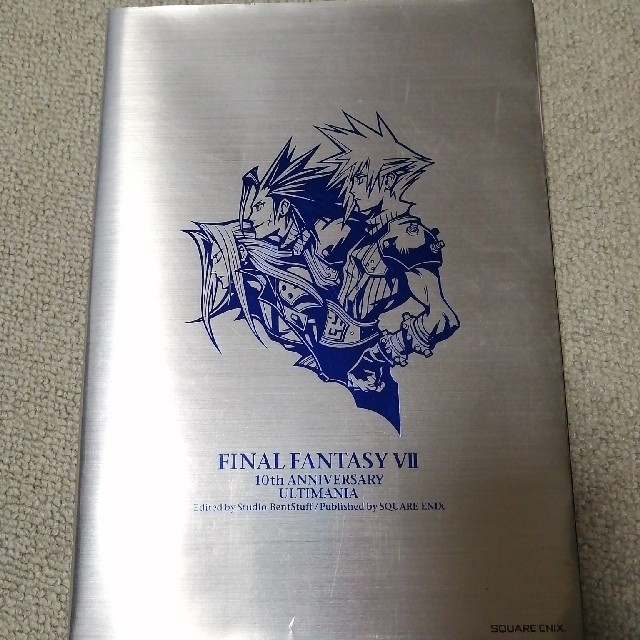 FINAL FANTASY VII
10th ANNIVERSARY
ULTIMANIA
Edited by Studio BentStuff / Published by SQUARE ENIX
SQUARE ENIX.